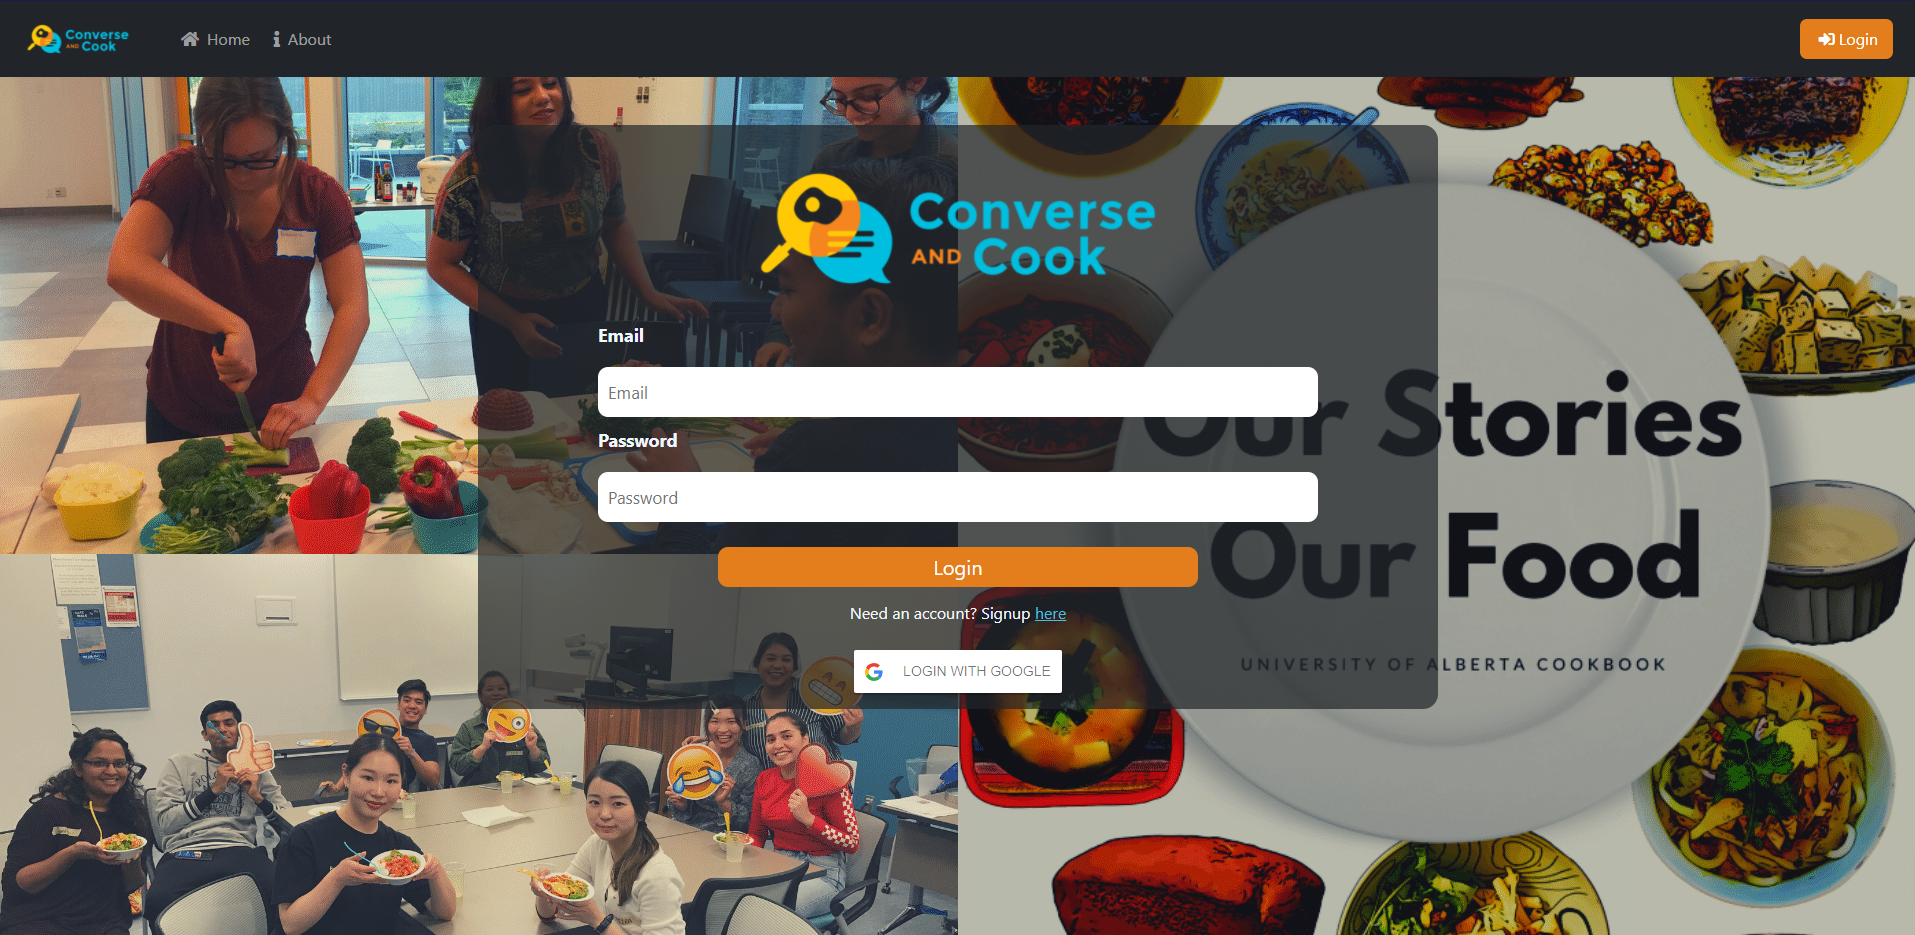 Converse
AND Cook
Home
About
Login
Converse
AND Cook
Email
Email
Password
Password
Login
Need an account? Signup here
LOGIN WITH GOOGLE
Our Stories
Our Food
UNIVERSITY OF ALBERTA COOKBOOK